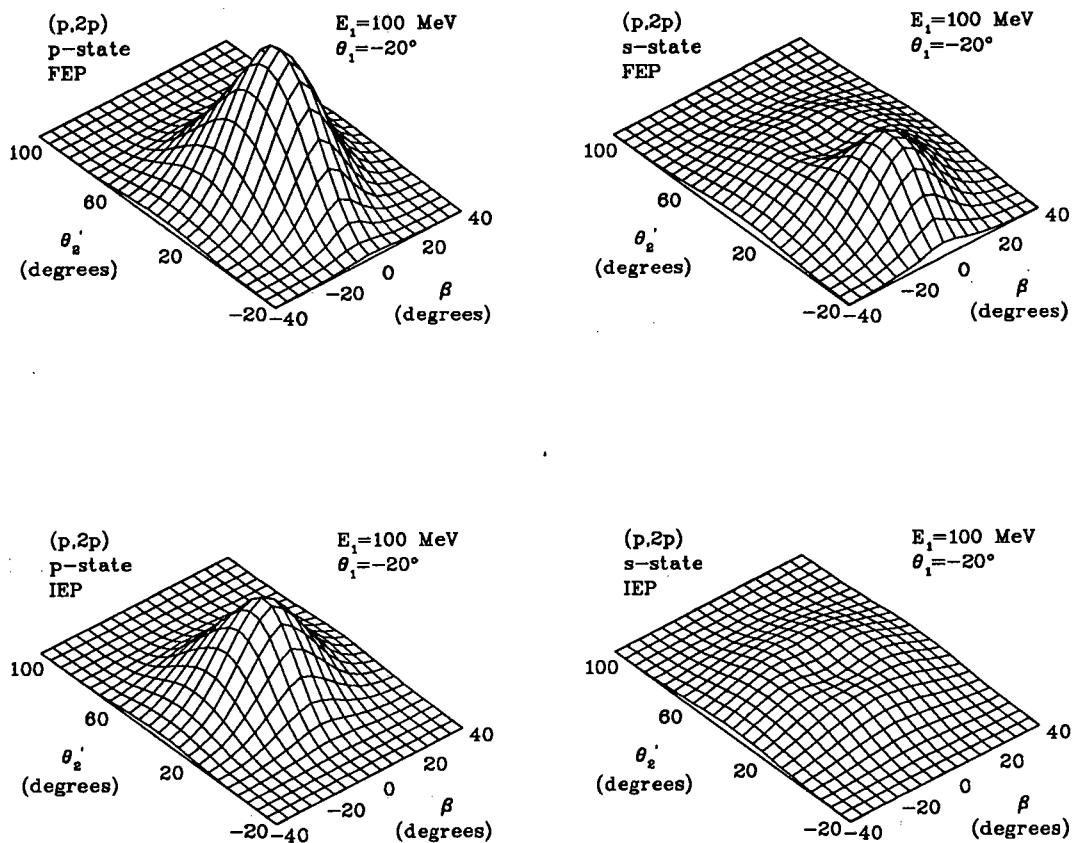 (p,2p)
p-state
FEP
E₁=100 MeV
θ₁=−20°
100
60
20
−20
θ₂′
(degrees)
−40
−20
0
20
40
β
(degrees)
(p,2p)
s-state
FEP
E₁=100 MeV
θ₁=−20°
100
60
20
−20
θ₂′
(degrees)
−40
−20
0
20
40
β
(degrees)
(p,2p)
p-state
IEP
E₁=100 MeV
θ₁=−20°
100
60
20
−20
θ₂′
(degrees)
−40
−20
0
20
40
β
(degrees)
(p,2p)
s-state
IEP
E₁=100 MeV
θ₁=−20°
100
60
20
−20
θ₂′
(degrees)
−40
−20
0
20
40
β
(degrees)